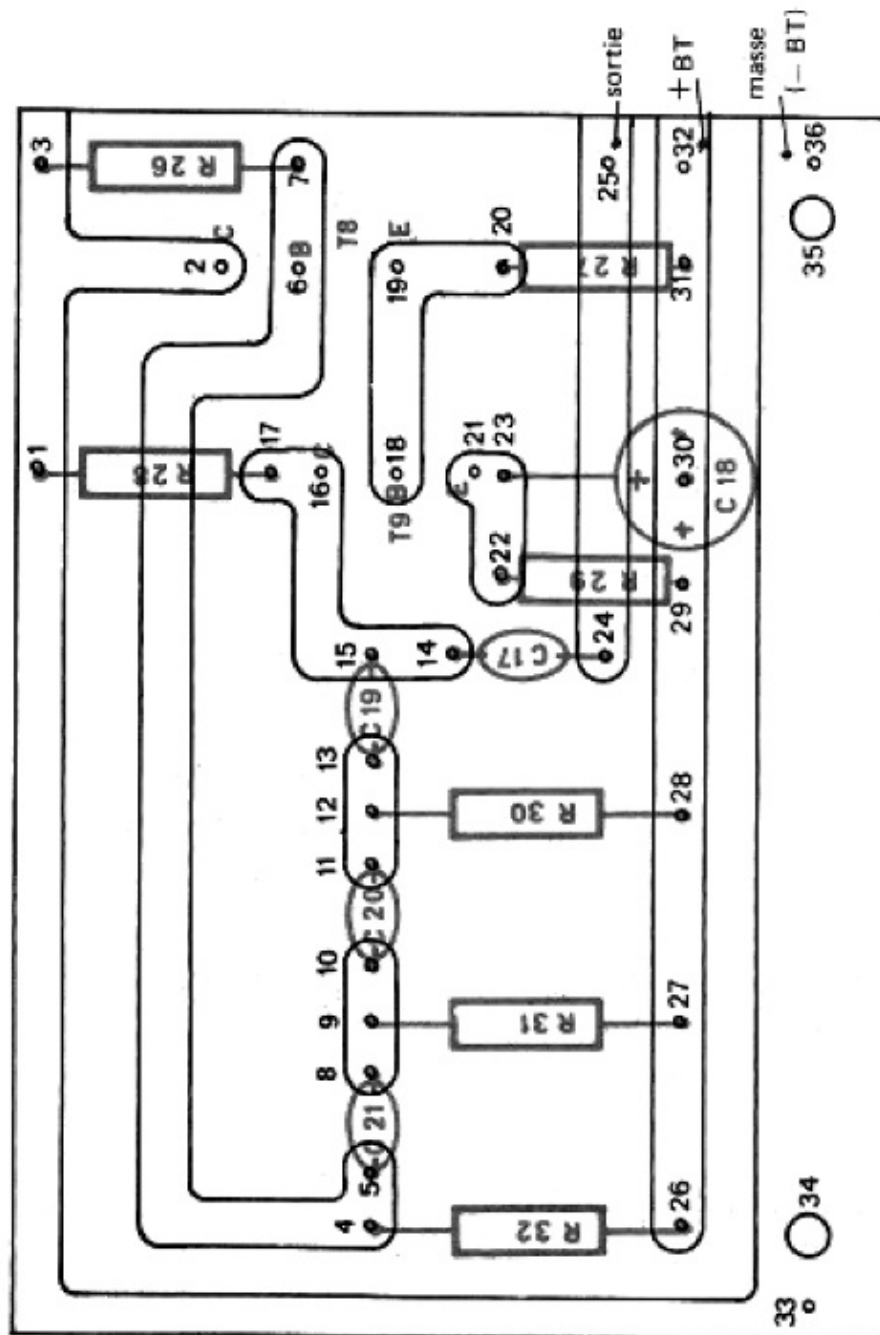 sortie
+BT
masse
(–BT)
3
R 26
7
2
C
6
B
T8
19
E
20
R 27
31
25
32
36
35
1
R 28
17
16
C
T9
B
18
E
21
23
22
R 29
29
30
+
+
C 18
15
14
C 17
24
C 19
13
12
11
R 30
28
C 20
10
9
8
R 31
27
C 21
5
4
R 32
26
34
33